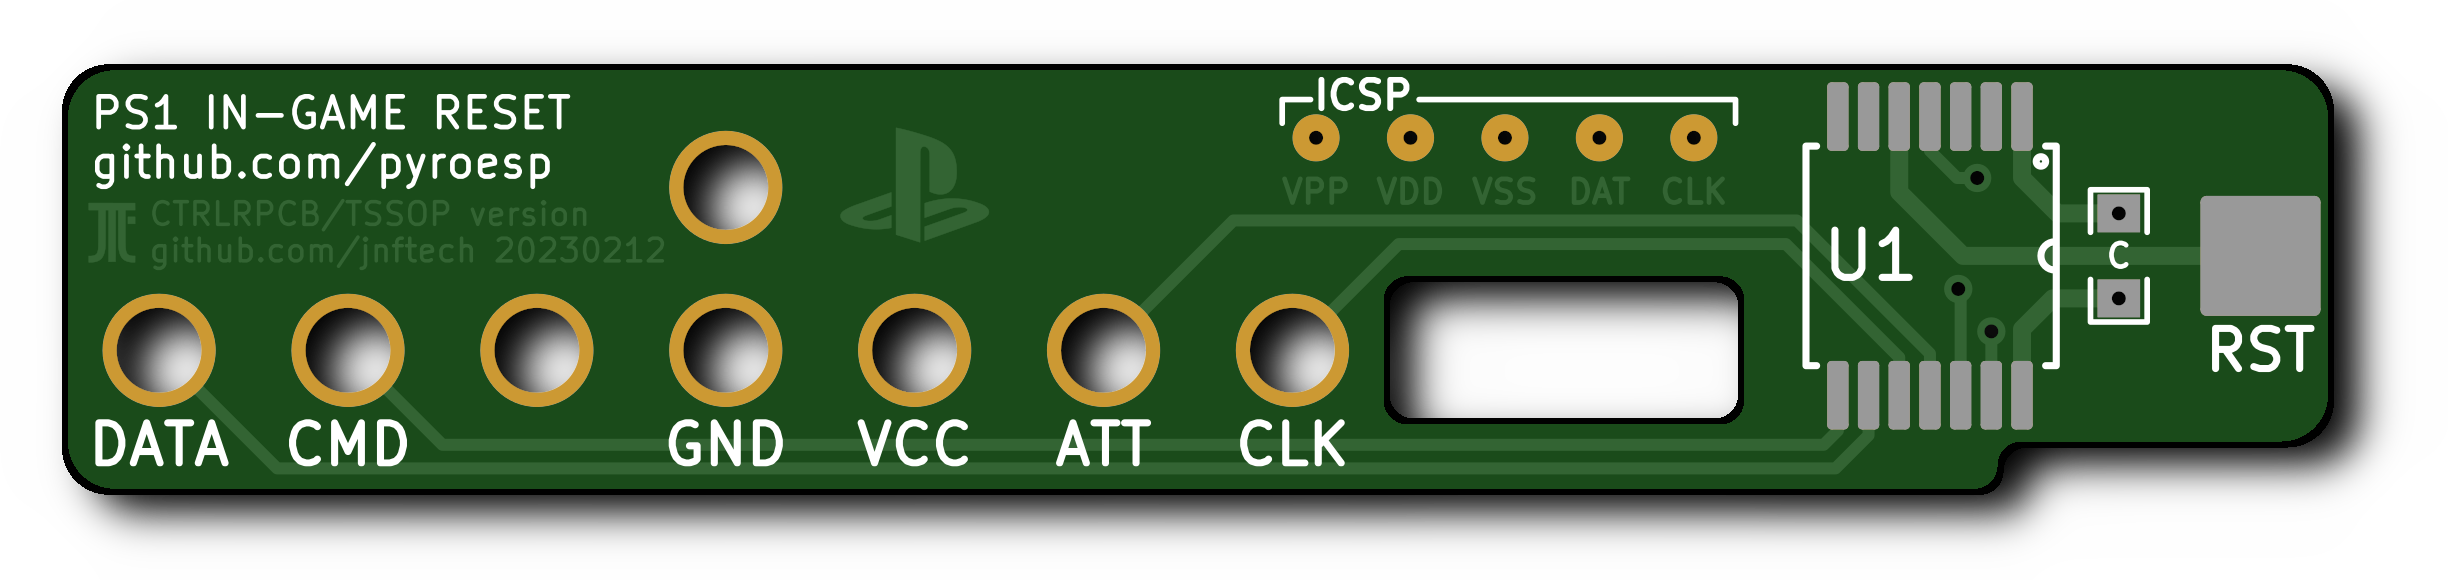 PS1 IN-GAME RESET
github.com/pyroesp
CTRLRPCB/TSSOP version
github.com/jnftech 20230212
ICSP
VPP VDD VSS DAT CLK
U1
C
RST
DATA CMD GND VCC ATT CLK